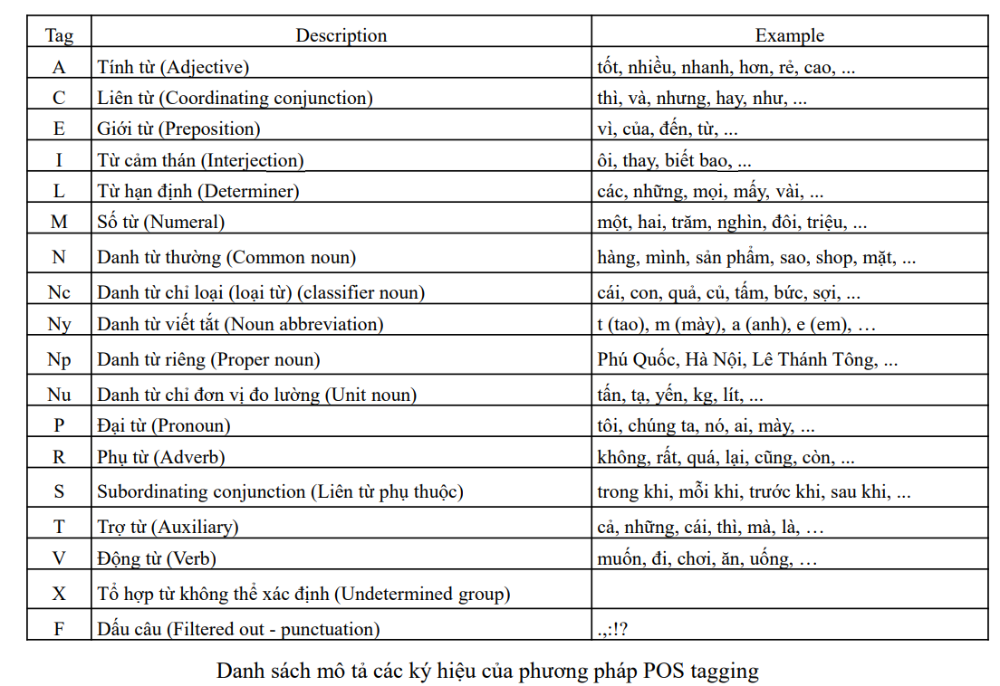 Tag Description Example
A Tính từ (Adjective) tốt, nhiều, nhanh, hơn, rẻ, cao, ...
C Liên từ (Coordinating conjunction) thì, và, nhưng, hay, như, ...
E Giới từ (Preposition) vì, của, đến, từ, ...
I Từ cảm thán (Interjection) ôi, thay, biết bao, ...
L Từ hạn định (Determiner) các, những, mọi, mấy, vài, ...
M Số từ (Numeral) một, hai, trăm, nghìn, đôi, triệu, ...
N Danh từ thường (Common noun) hàng, mình, sản phẩm, sao, shop, mặt, ...
Nc Danh từ chỉ loại (loại từ) (classifier noun) cái, con, quả, củ, tấm, bức, sợi, ...
Ny Danh từ viết tắt (Noun abbreviation) t (tao), m (mày), a (anh), e (em), …
Np Danh từ riêng (Proper noun) Phú Quốc, Hà Nội, Lê Thánh Tông, ...
Nu Danh từ chỉ đơn vị đo lường (Unit noun) tấn, tạ, yến, kg, lít, ...
P Đại từ (Pronoun) tôi, chúng ta, nó, ai, mày, ...
R Phụ từ (Adverb) không, rất, quá, lại, cũng, còn, ...
S Subordinating conjunction (Liên từ phụ thuộc) trong khi, mỗi khi, trước khi, sau khi, ...
T Trợ từ (Auxiliary) cả, những, cái, thì, mà, là, …
V Động từ (Verb) muốn, đi, chơi, ăn, uống, …
X Tổ hợp từ không thể xác định (Undetermined group)
F Dấu câu (Filtered out - punctuation) .,:!?
Danh sách mô tả các ký hiệu của phương pháp POS tagging